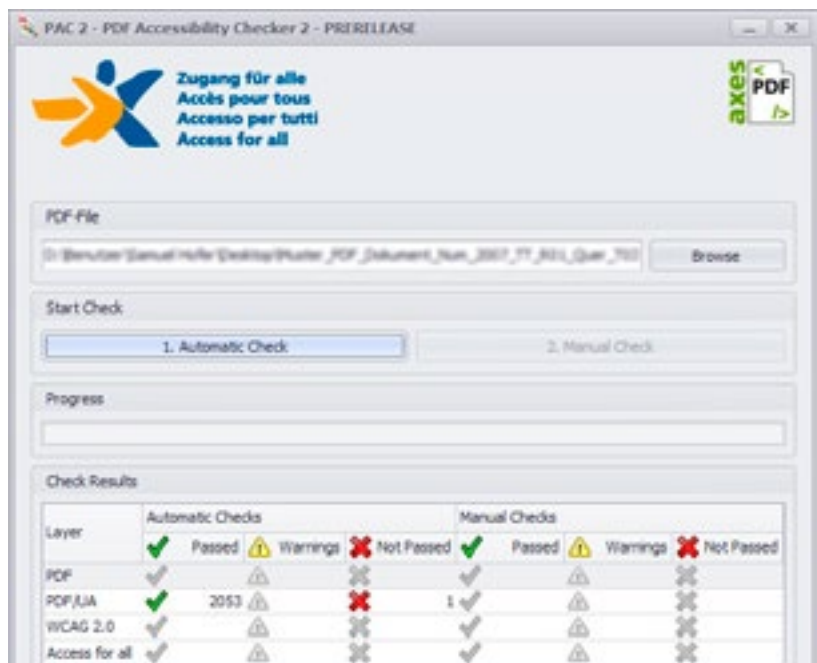 PAC 2 - PDF Accessibility Checker 2 - PRERELEASE
Zugang für alle
Accès pour tous
Accesso per tutti
Access for all
axes
< PDF />
PDF-File
Browse
Start Check
1. Automatic Check
2. Manual Check
Progress
Check Results
Layer
Automatic Checks Manual Checks
Passed Warnings Not Passed Passed Warnings Not Passed
PDF
PDF/UA 2053 1
WCAG 2.0
Access for all